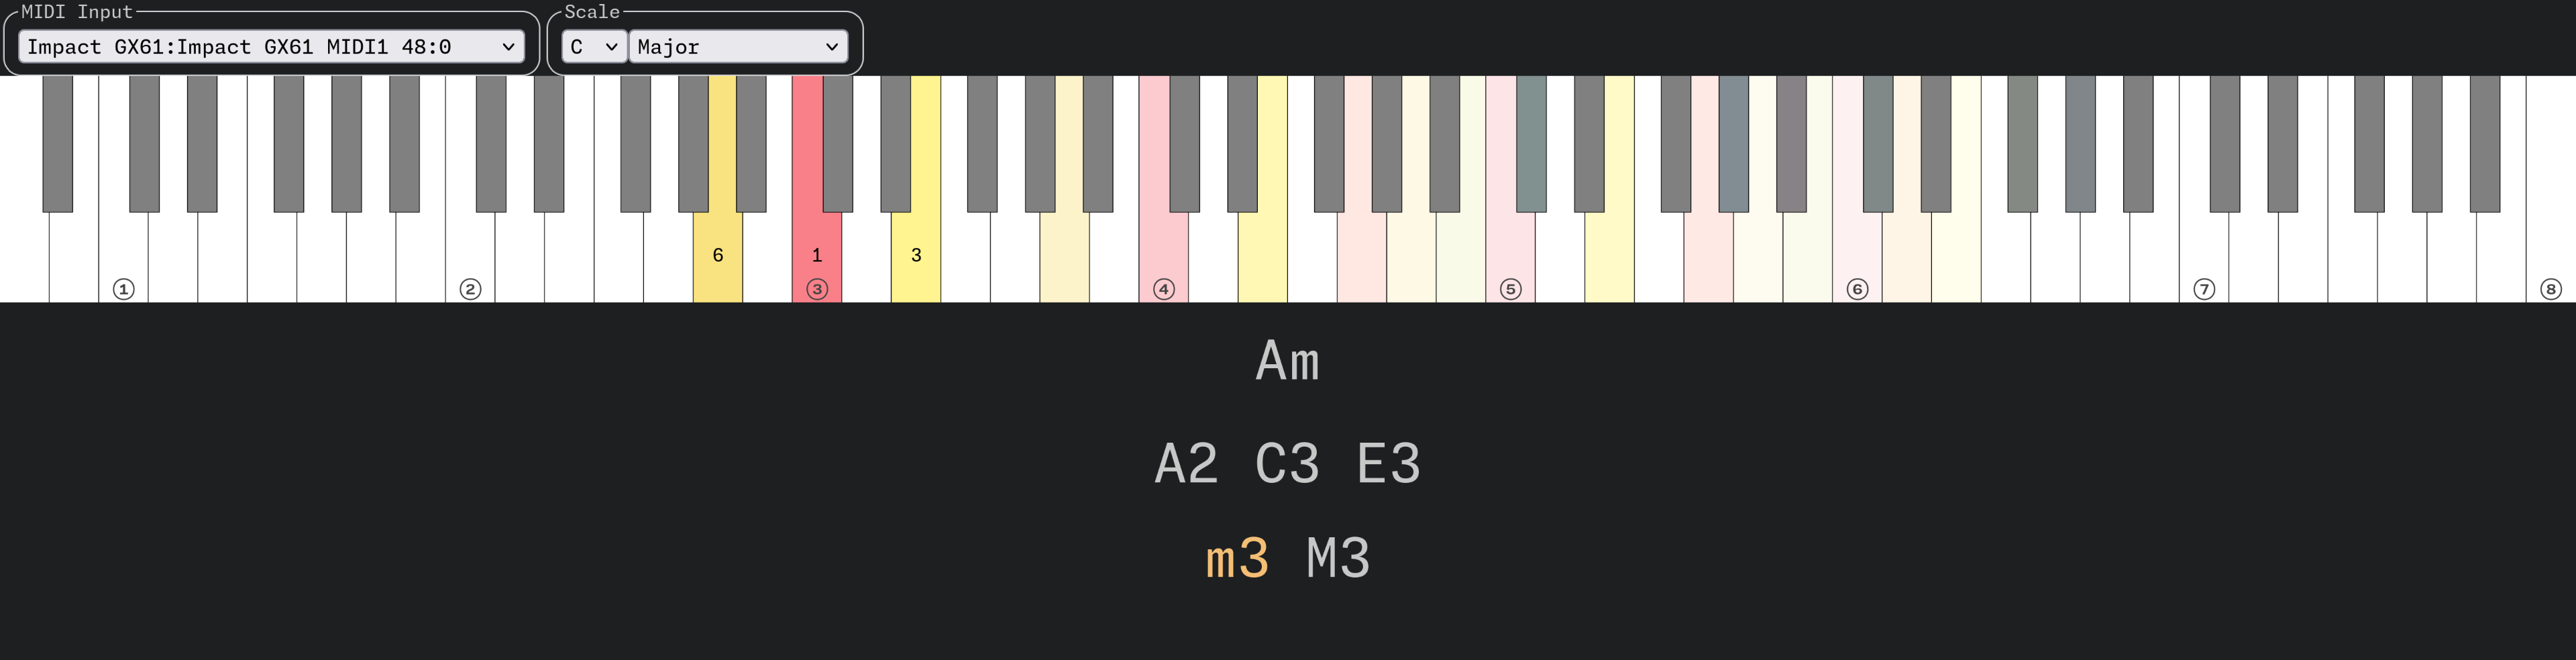 MIDI Input
Scale
Impact GX61:Impact GX61 MIDI1 48:0
C
Major
6
1
3
① ② ③ ④ ⑤ ⑥ ⑦ ⑧
Am
A2 C3 E3
m3 M3